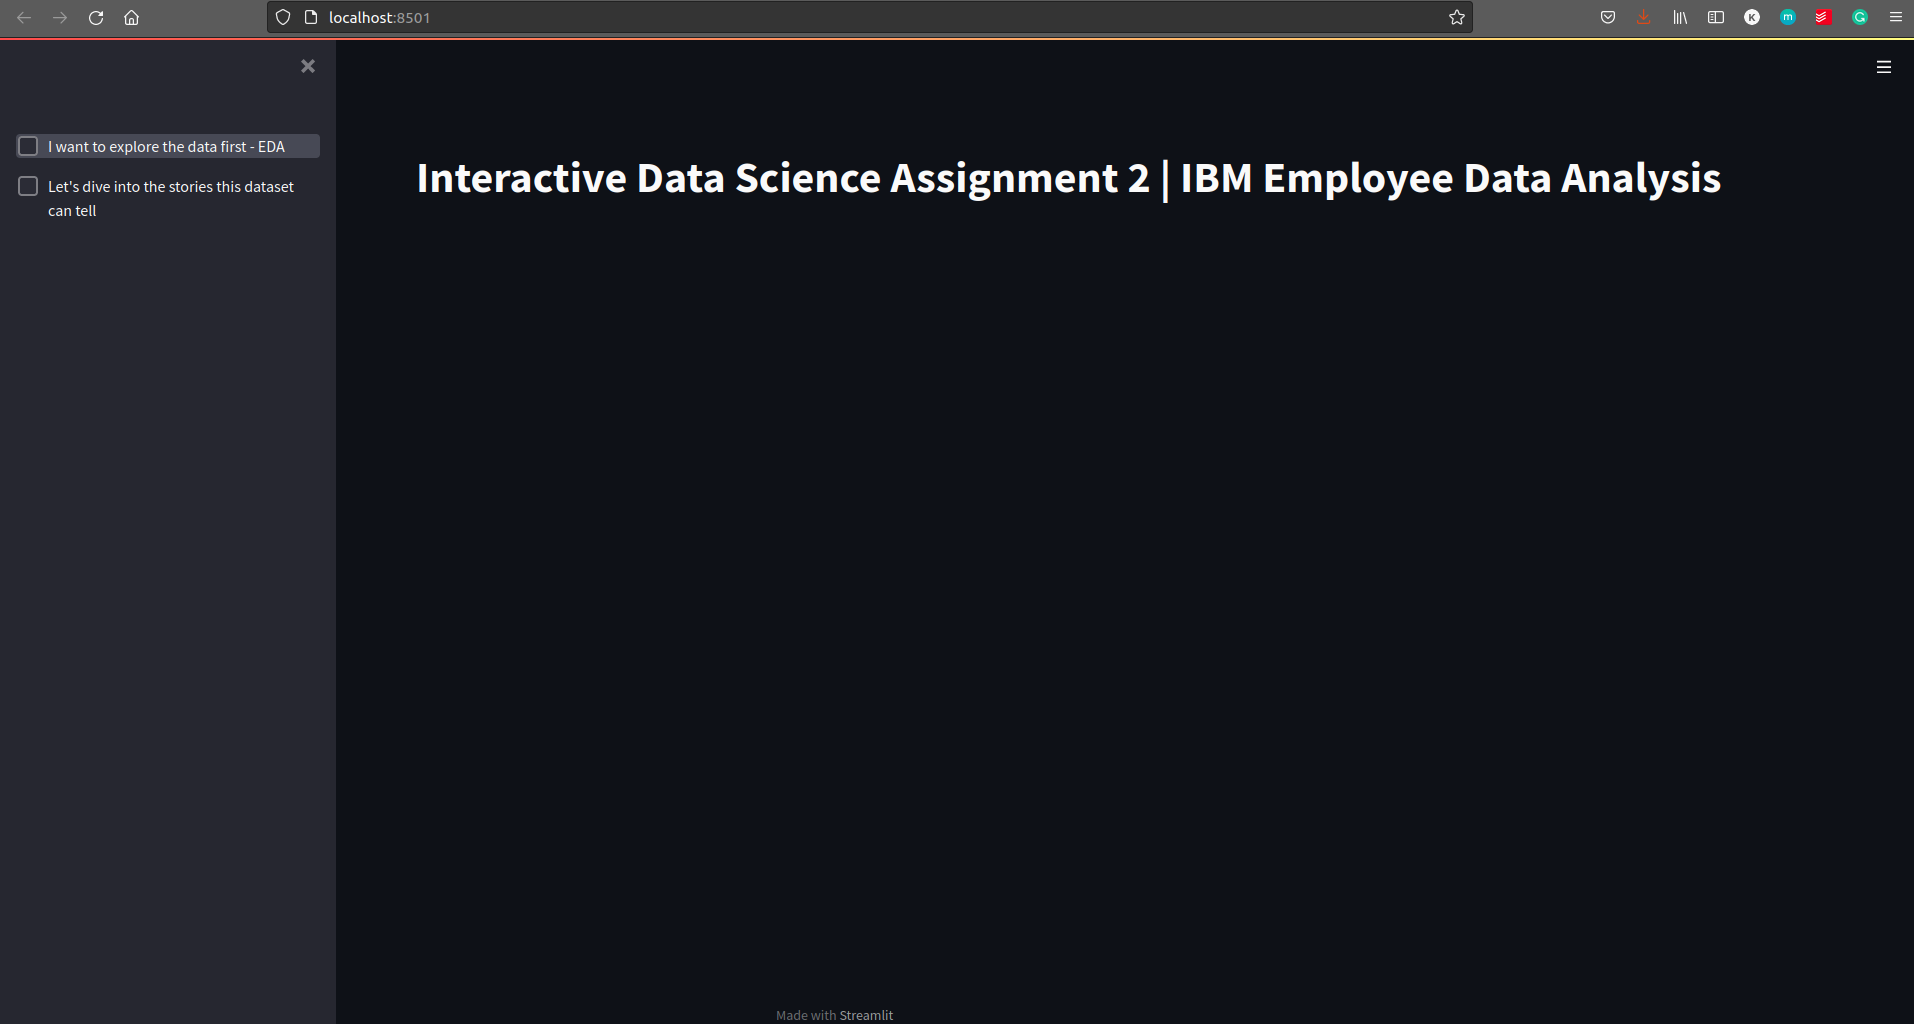 localhost:8501
K
m
I want to explore the data first - EDA
Let's dive into the stories this dataset
can tell
Interactive Data Science Assignment 2 | IBM Employee Data Analysis
Made with Streamlit